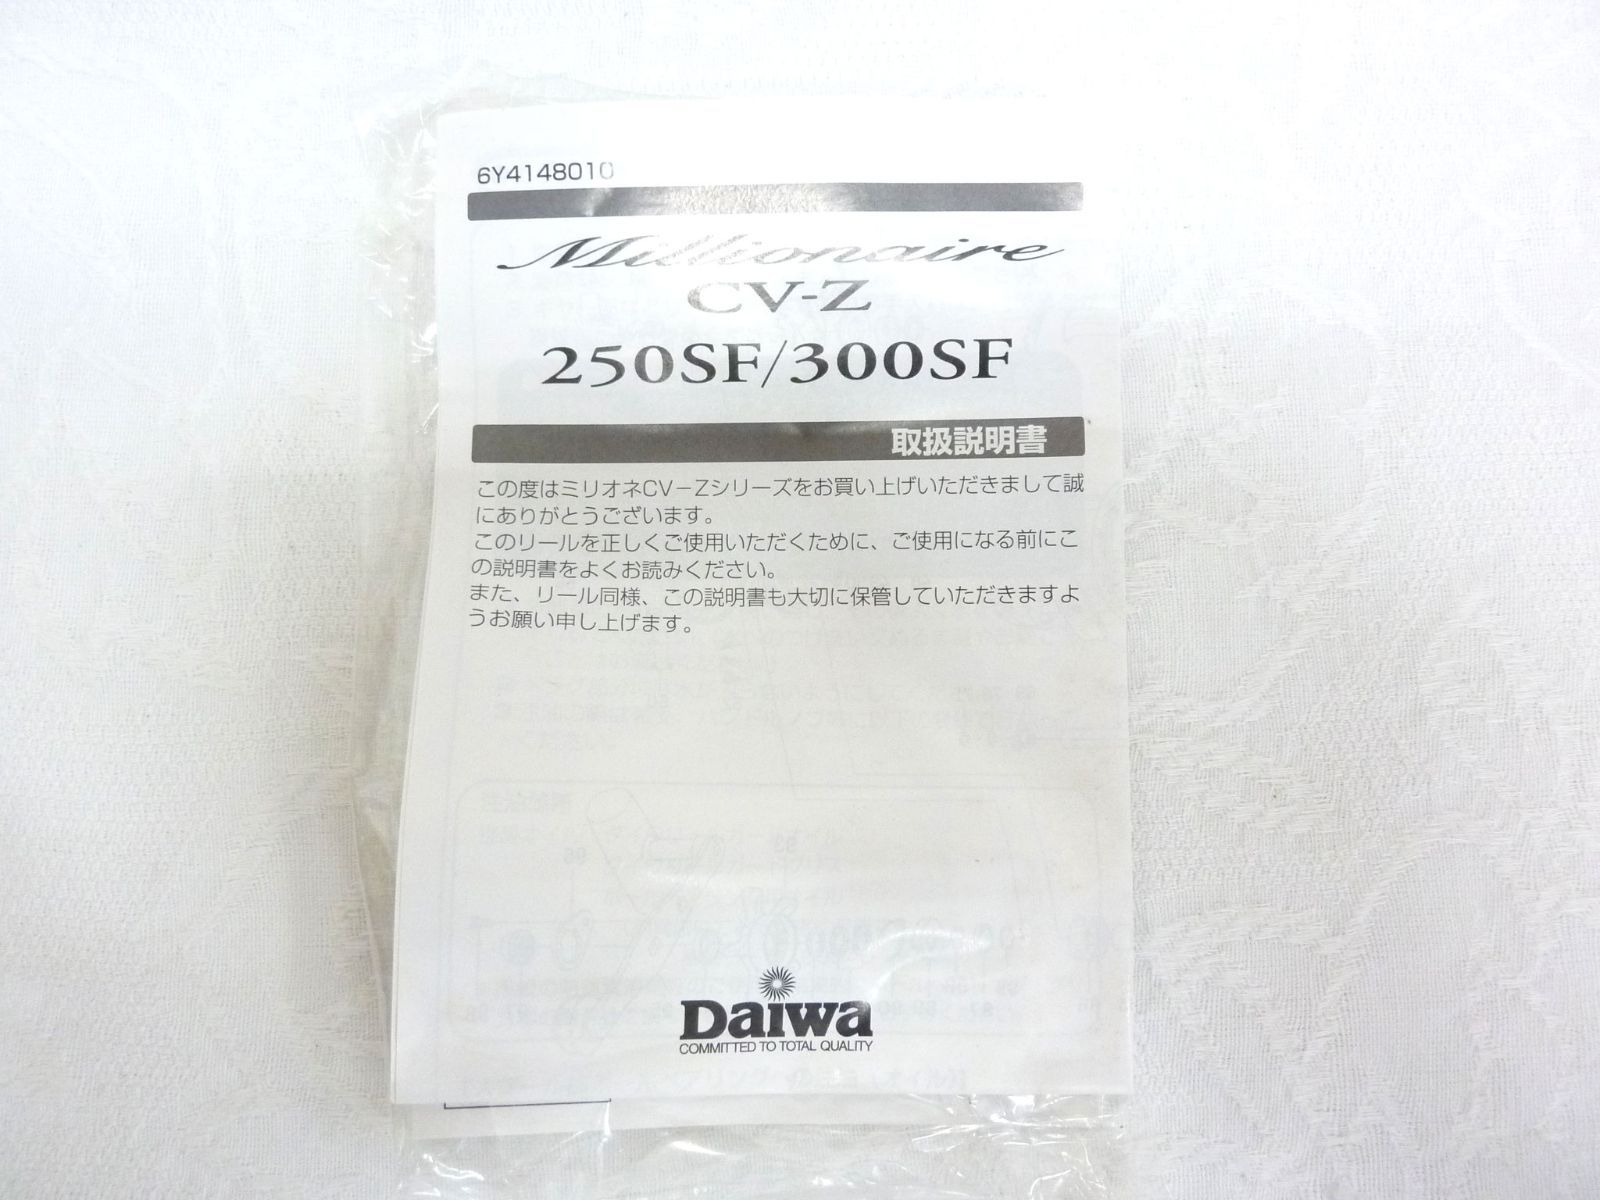 6Y4148010
Millionaire
CV-Z
250SF/300SF
取扱説明書
この度はミリオネCV－Zシリーズをお買い上げいただきまして誠
にありがとうございます。
このリールを正しくご使用いただくために、ご使用になる前にこ
の説明書をよくお読みください。
また、リール同様、この説明書も大切に保管していただきますよ
うお願い申し上げます。
Daiwa
COMMITTED TO TOTAL QUALITY